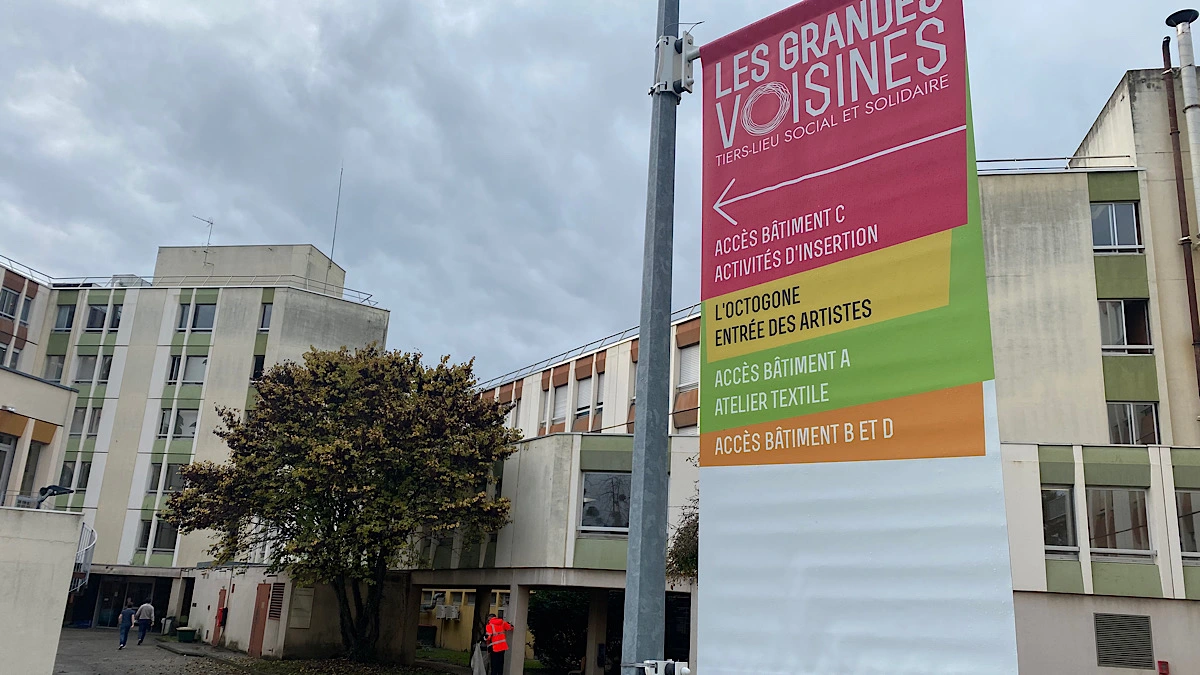 LES GRANDES
VOISINES
TIERS-LIEU SOCIAL ET SOLIDAIRE
ACCÈS BÂTIMENT C
ACTIVITÉS D'INSERTION
L'OCTOGONE
ENTRÉE DES ARTISTES
ACCÈS BÂTIMENT A
ATELIER TEXTILE
ACCÈS BÂTIMENT B ET D